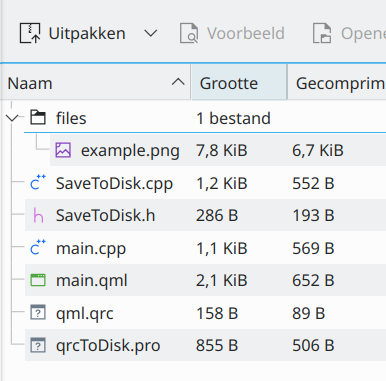 Uitpakken Voorbeeld Opene
Naam Grootte Gecomprim
files 1 bestand
example.png 7,8 KiB 6,7 KiB
C++ SaveToDisk.cpp 1,2 KiB 552 B
h SaveToDisk.h 286 B 193 B
C++ main.cpp 1,1 KiB 569 B
main.qml 2,1 KiB 652 B
? qml.qrc 158 B 89 B
? qrcToDisk.pro 855 B 506 B